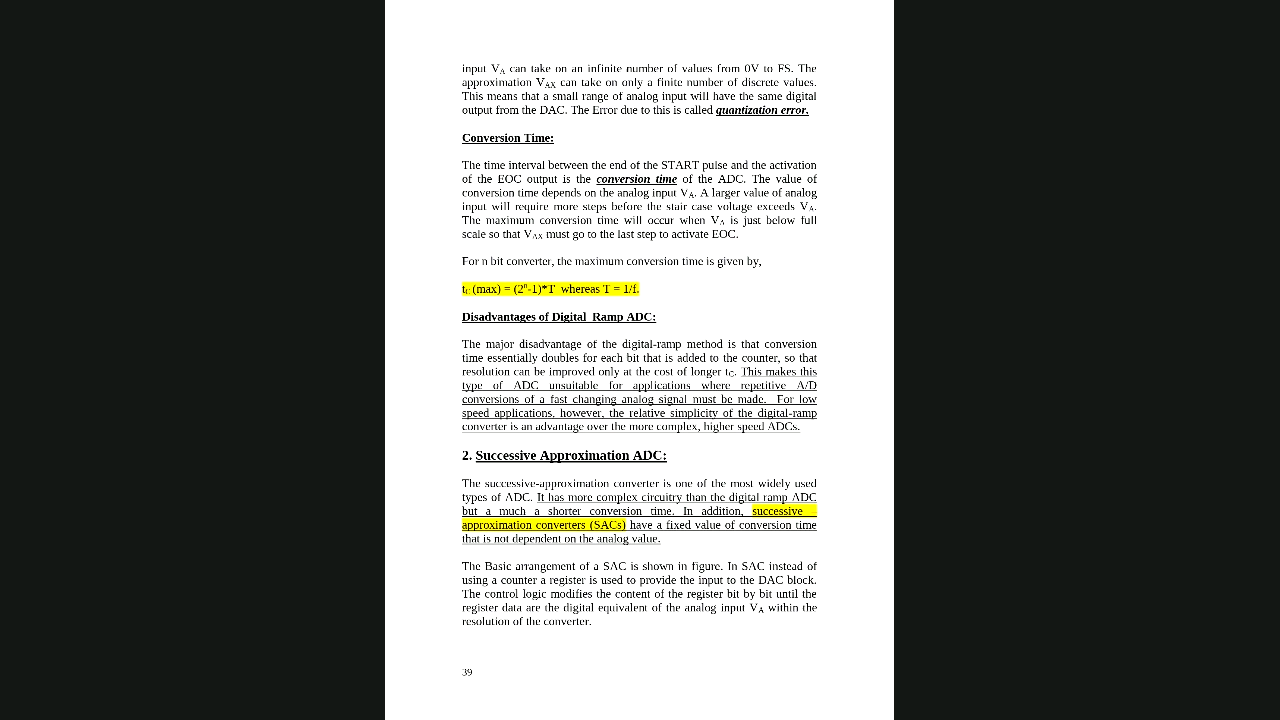 input VA can take on an infinite number of values from 0V to FS. The
approximation VAX can take on only a finite number of discrete values.
This means that a small range of analog input will have the same digital
output from the DAC. The Error due to this is called quantization error.
Conversion Time:
The time interval between the end of the START pulse and the activation
of the EOC output is the conversion time of the ADC. The value of
conversion time depends on the analog input VA. A larger value of analog
input will require more steps before the stair case voltage exceeds VA.
The maximum conversion time will occur when VA is just below full
scale so that VAX must go to the last step to activate EOC.
For n bit converter, the maximum conversion time is given by,
tC (max) = (2ⁿ-1)*T  whereas T = 1/f.
Disadvantages of Digital  Ramp ADC:
The major disadvantage of the digital-ramp method is that conversion
time essentially doubles for each bit that is added to the counter, so that
resolution can be improved only at the cost of longer tC. This makes this
type of ADC unsuitable for applications where repetitive A/D
conversions of a fast changing analog signal must be made.  For low
speed applications, however, the relative simplicity of the digital-ramp
converter is an advantage over the more complex, higher speed ADCs.
2. Successive Approximation ADC:
The successive-approximation converter is one of the most widely used
types of ADC. It has more complex circuitry than the digital ramp ADC
but a much a shorter conversion time. In addition, successive –
approximation converters (SACs) have a fixed value of conversion time
that is not dependent on the analog value.
The Basic arrangement of a SAC is shown in figure. In SAC instead of
using a counter a register is used to provide the input to the DAC block.
The control logic modifies the content of the register bit by bit until the
register data are the digital equivalent of the analog input VA within the
resolution of the converter.
39